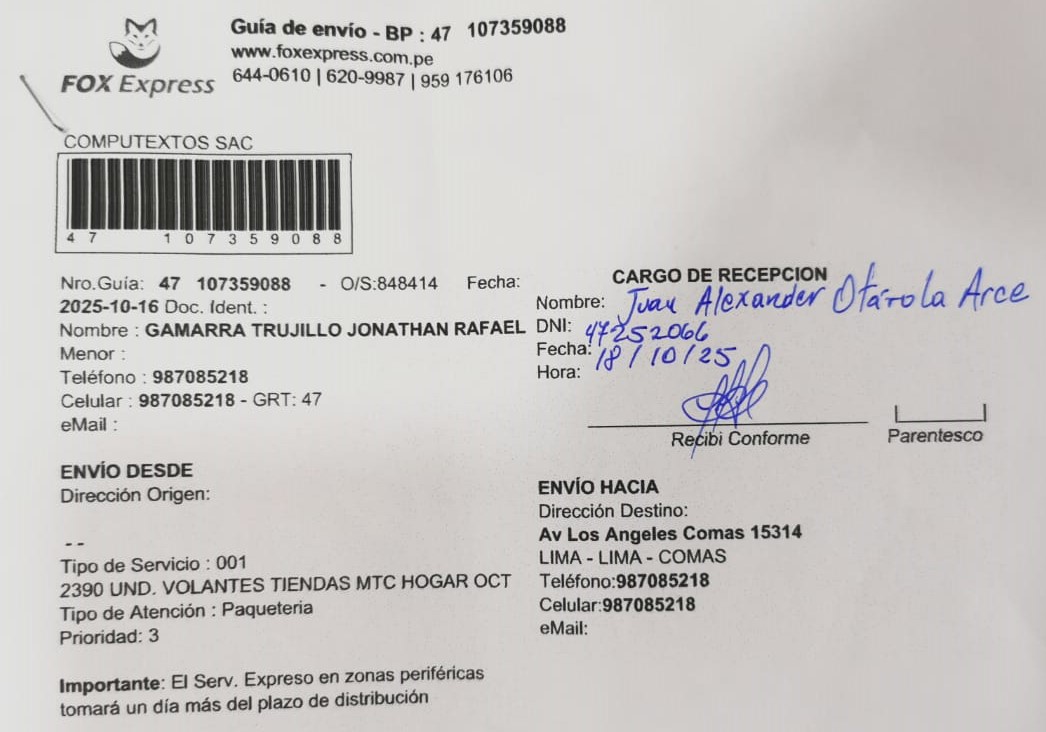 Guía de envío - BP : 47 107359088
www.foxexpress.com.pe
644-0610 | 620-9987 | 959 176106
FOX Express
COMPUTEXTOS SAC
47 107359088
Nro.Guía: 47 107359088 - O/S:848414 Fecha:
2025-10-16 Doc. Ident. :
Nombre : GAMARRA TRUJILLO JONATHAN RAFAEL
Menor :
Teléfono : 987085218
Celular : 987085218 - GRT: 47
eMail :
CARGO DE RECEPCION
Nombre: Juan Alexander Otárola Arce
DNI: 47252066
Fecha: 18/10/25
Hora:
Recibi Conforme
Parentesco
ENVÍO DESDE
Dirección Origen:
- -
Tipo de Servicio : 001
2390 UND. VOLANTES TIENDAS MTC HOGAR OCT
Tipo de Atención : Paqueteria
Prioridad: 3
ENVÍO HACIA
Dirección Destino:
Av Los Angeles Comas 15314
LIMA - LIMA - COMAS
Teléfono:987085218
Celular:987085218
eMail:
Importante: El Serv. Expreso en zonas periféricas
tomará un día más del plazo de distribución